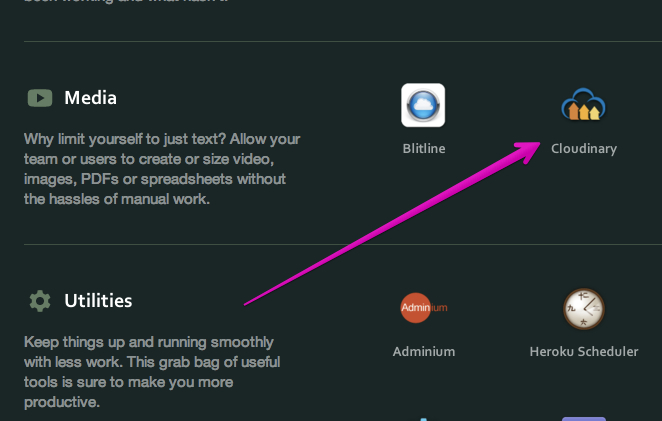 Media
Why limit yourself to just text? Allow your
team or users to create or size video,
images, PDFs or spreadsheets without
the hassles of manual work.
Blitline
Cloudinary
Utilities
Keep things up and running smoothly
with less work. This grab bag of useful
tools is sure to make you more
productive.
Adminium
Adminium
Heroku Scheduler